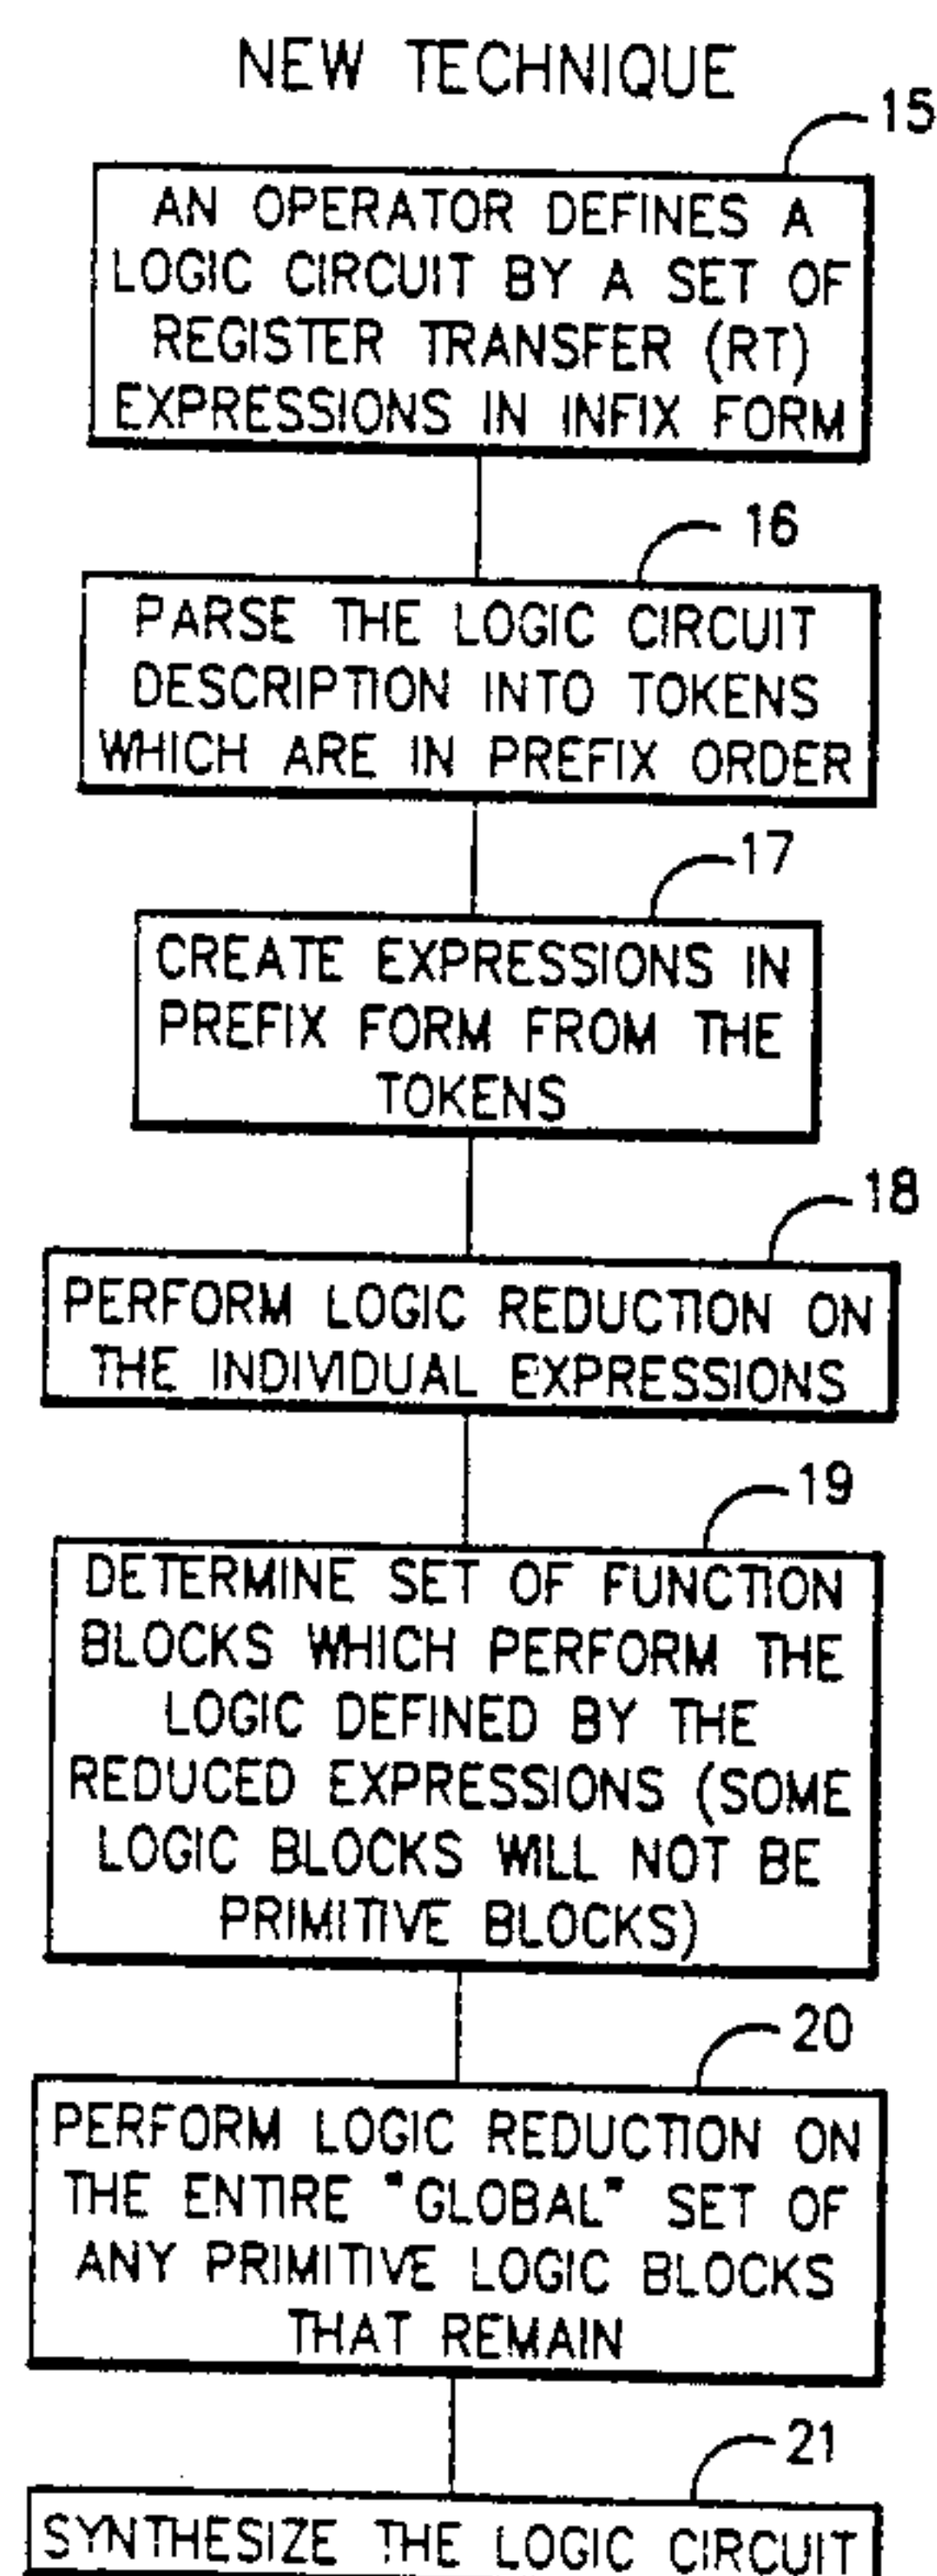 NEW TECHNIQUE
15
AN OPERATOR DEFINES A
LOGIC CIRCUIT BY A SET OF
REGISTER TRANSFER (RT)
EXPRESSIONS IN INFIX FORM
16
PARSE THE LOGIC CIRCUIT
DESCRIPTION INTO TOKENS
WHICH ARE IN PREFIX ORDER
17
CREATE EXPRESSIONS IN
PREFIX FORM FROM THE
TOKENS
18
PERFORM LOGIC REDUCTION ON
THE INDIVIDUAL EXPRESSIONS
19
DETERMINE SET OF FUNCTION
BLOCKS WHICH PERFORM THE
LOGIC DEFINED BY THE
REDUCED EXPRESSIONS (SOME
LOGIC BLOCKS WILL NOT BE
PRIMITIVE BLOCKS)
20
PERFORM LOGIC REDUCTION ON
THE ENTIRE "GLOBAL" SET OF
ANY PRIMITIVE LOGIC BLOCKS
THAT REMAIN
21
SYNTHESIZE THE LOGIC CIRCUIT